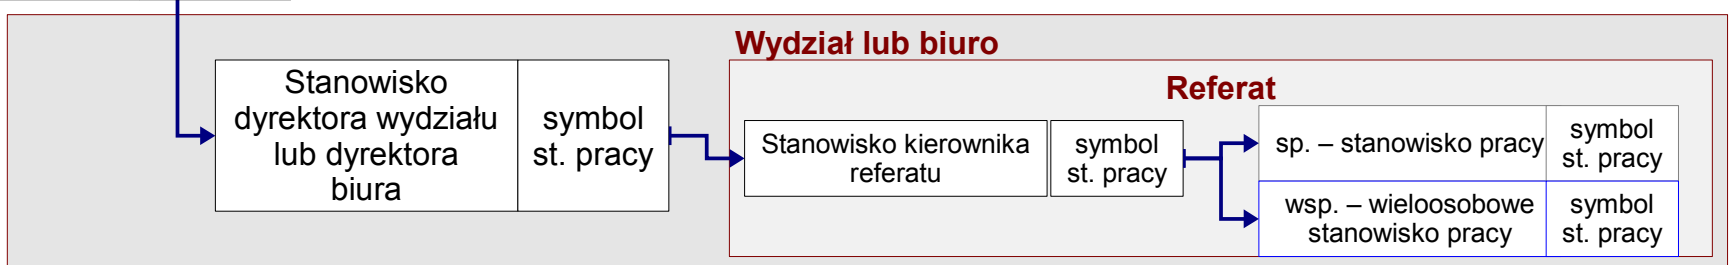 Wydział lub biuro
Referat
Stanowisko
dyrektora wydziału
lub dyrektora
biura
symbol
st. pracy
Stanowisko kierownika
referatu
symbol
st. pracy
sp. – stanowisko pracy
symbol
st. pracy
wsp. – wieloosobowe
stanowisko pracy
symbol
st. pracy